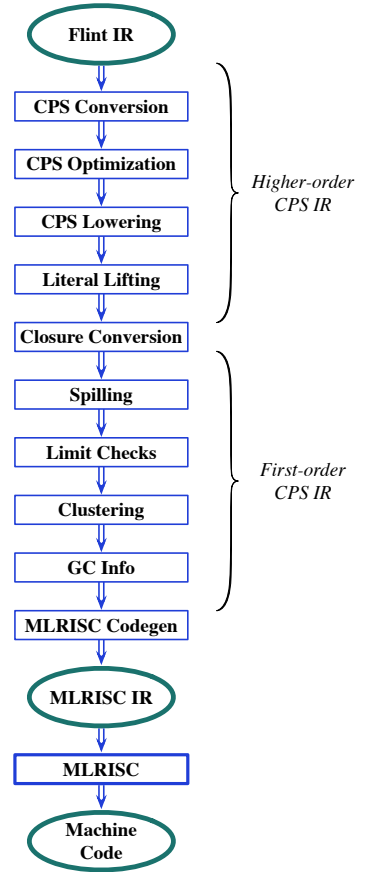 Flint IR
CPS Conversion
CPS Optimization
Higher-order
CPS IR
CPS Lowering
Literal Lifting
Closure Conversion
Spilling
Limit Checks
First-order
CPS IR
Clustering
GC Info
MLRISC Codegen
MLRISC IR
MLRISC
Machine
Code